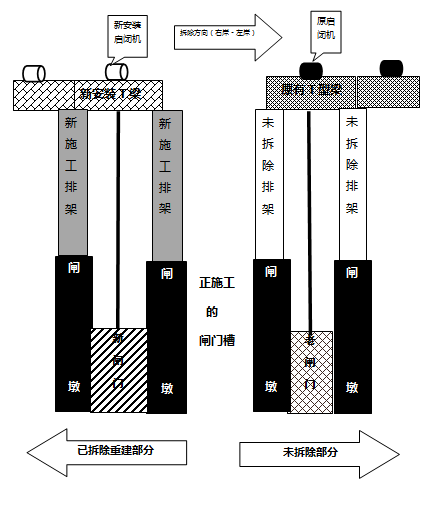 新安装
启闭机
拆除方向（右岸-左岸）
原启
闭机
新安装T梁
原有T型梁
新施工排架
新施工排架
未拆除排架
未拆除排架
闸墩
闸墩
闸墩
闸墩
正施工
的
闸门槽
新闸门
老闸门
已拆除重建部分
未拆除部分